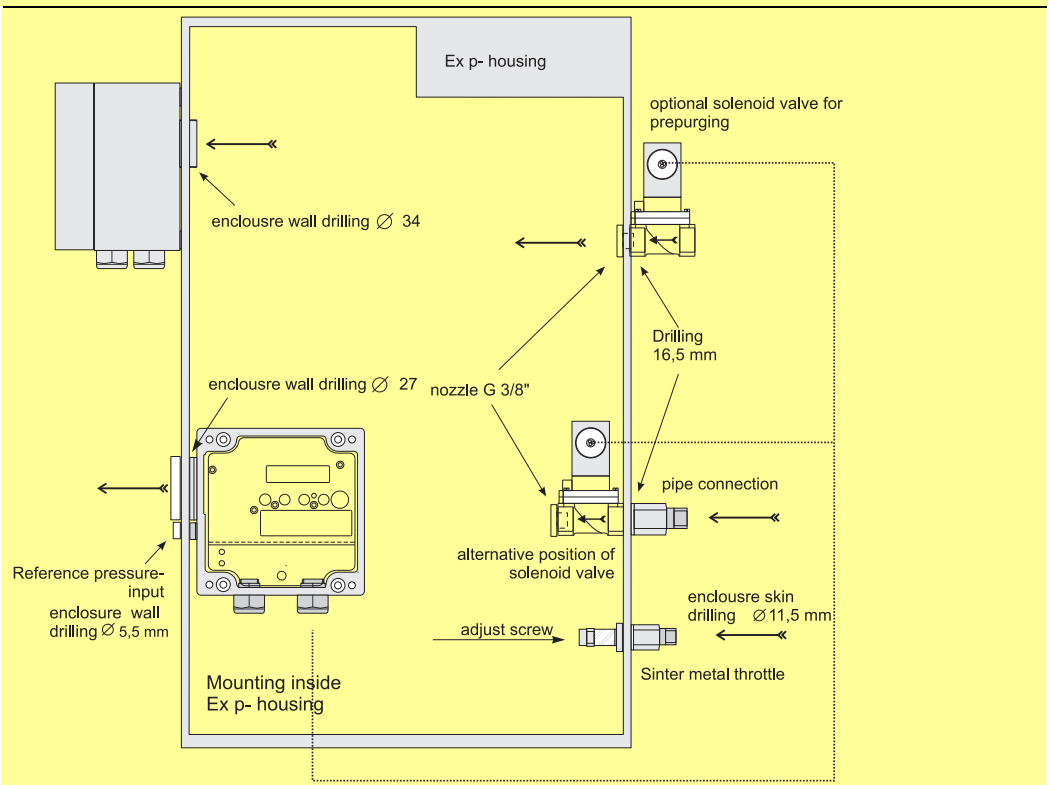 Ex p- housing
optional solenoid valve for
prepurging
enclousre wall drilling ∅ 34
Drilling
16,5 mm
enclousre wall drilling ∅ 27
nozzle G 3/8"
pipe connection
alternative position of
solenoid valve
Reference pressure-
input
enclosure wall
drilling ∅ 5,5 mm
enclousre skin
drilling ∅ 11,5 mm
adjust screw
Sinter metal throttle
Mounting inside
Ex p- housing